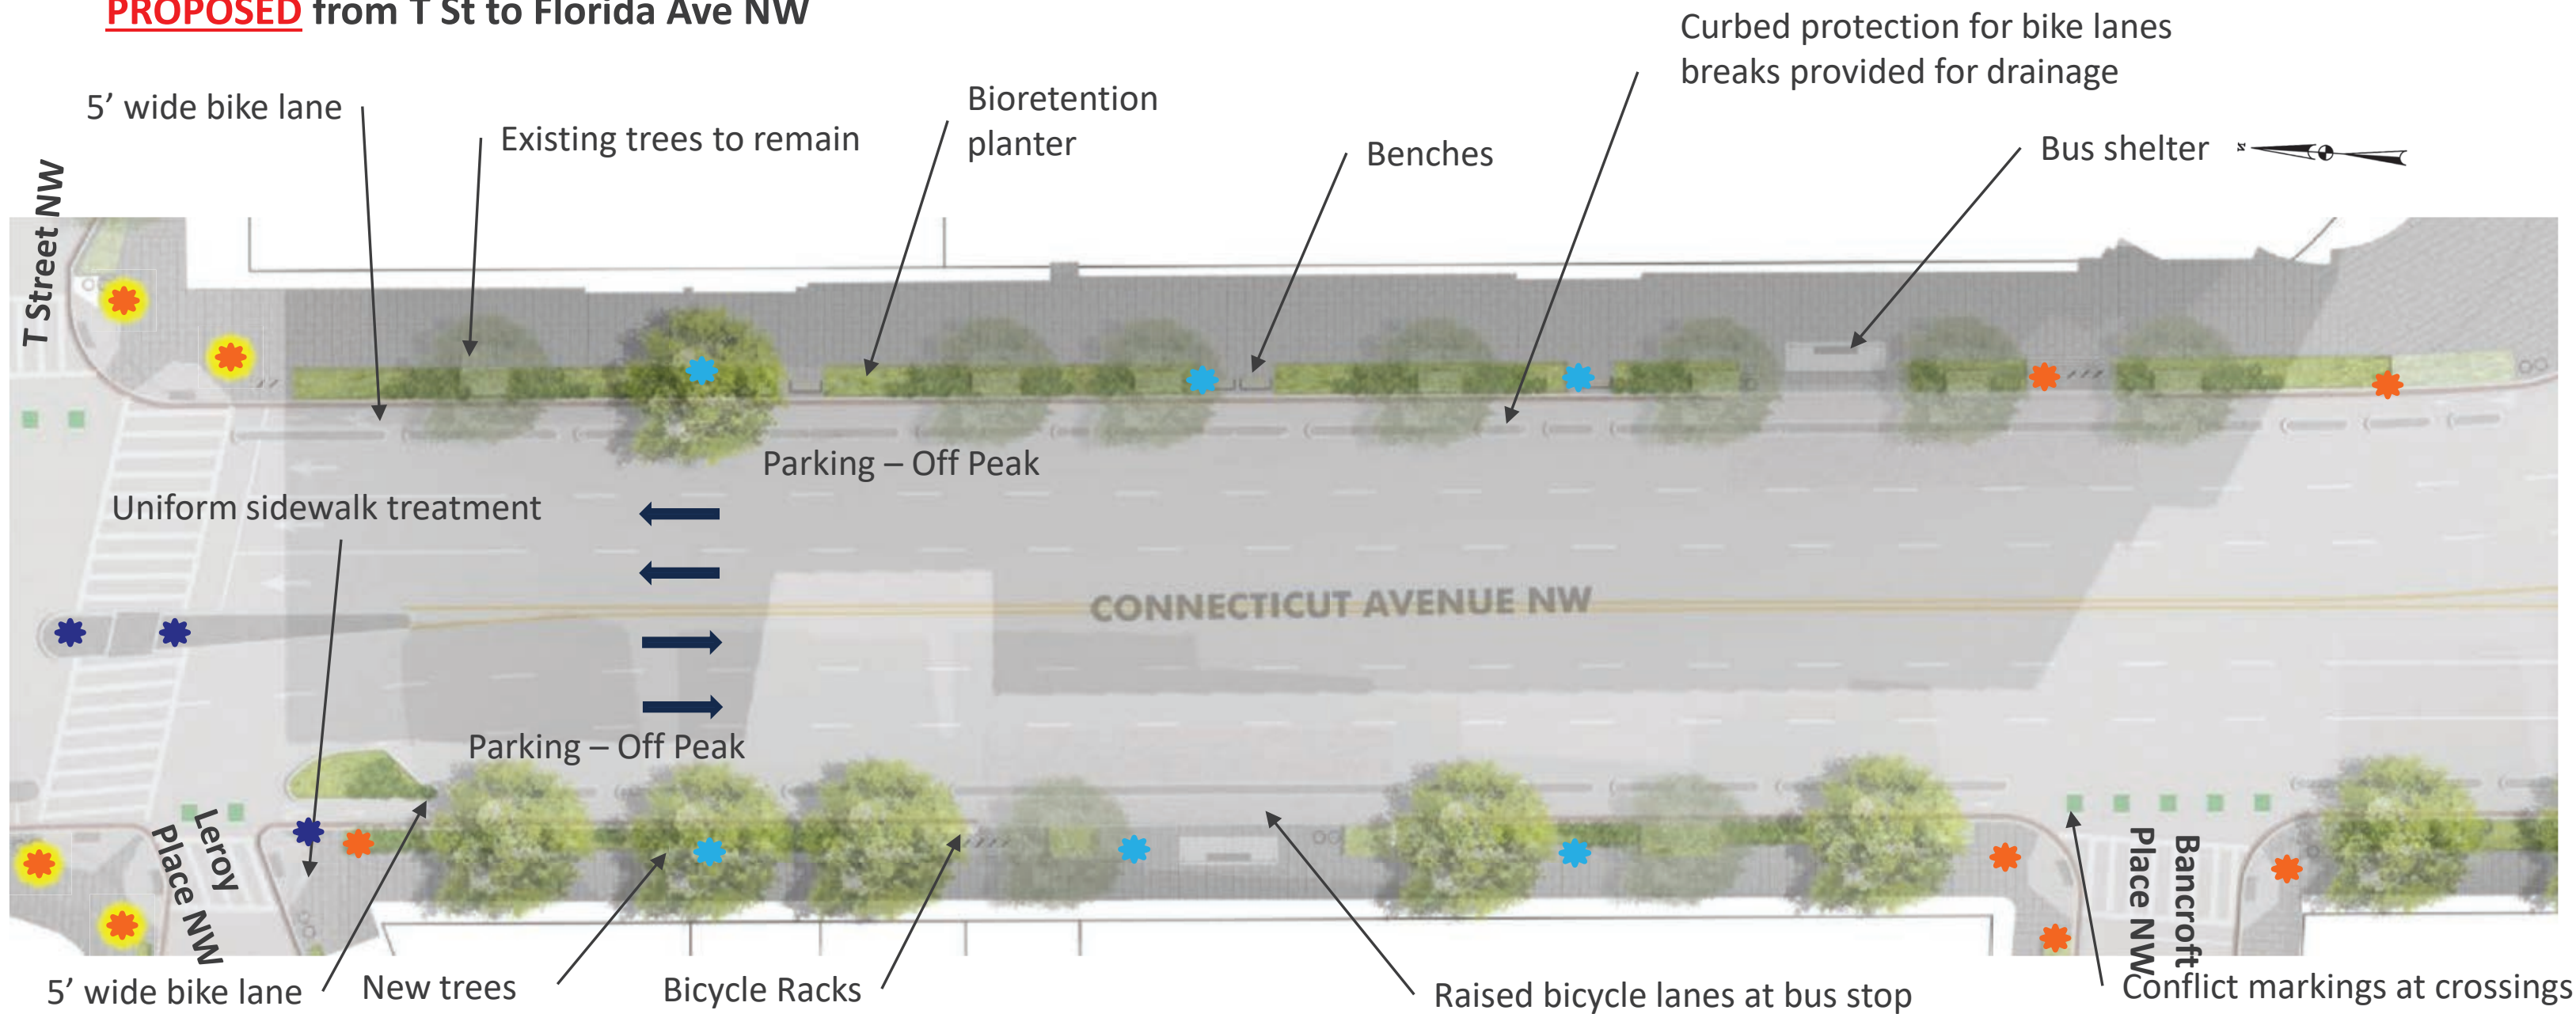 PROPOSED from T St to Florida Ave NW
Curbed protection for bike lanes
breaks provided for drainage
5’ wide bike lane
Existing trees to remain
Bioretention
planter
Benches
Bus shelter
N
T Street NW
Parking – Off Peak
Uniform sidewalk treatment
CONNECTICUT AVENUE NW
Parking – Off Peak
Leroy
Place NW
Bancroft
Place NW
5’ wide bike lane
New trees
Bicycle Racks
Raised bicycle lanes at bus stop
Conflict markings at crossings